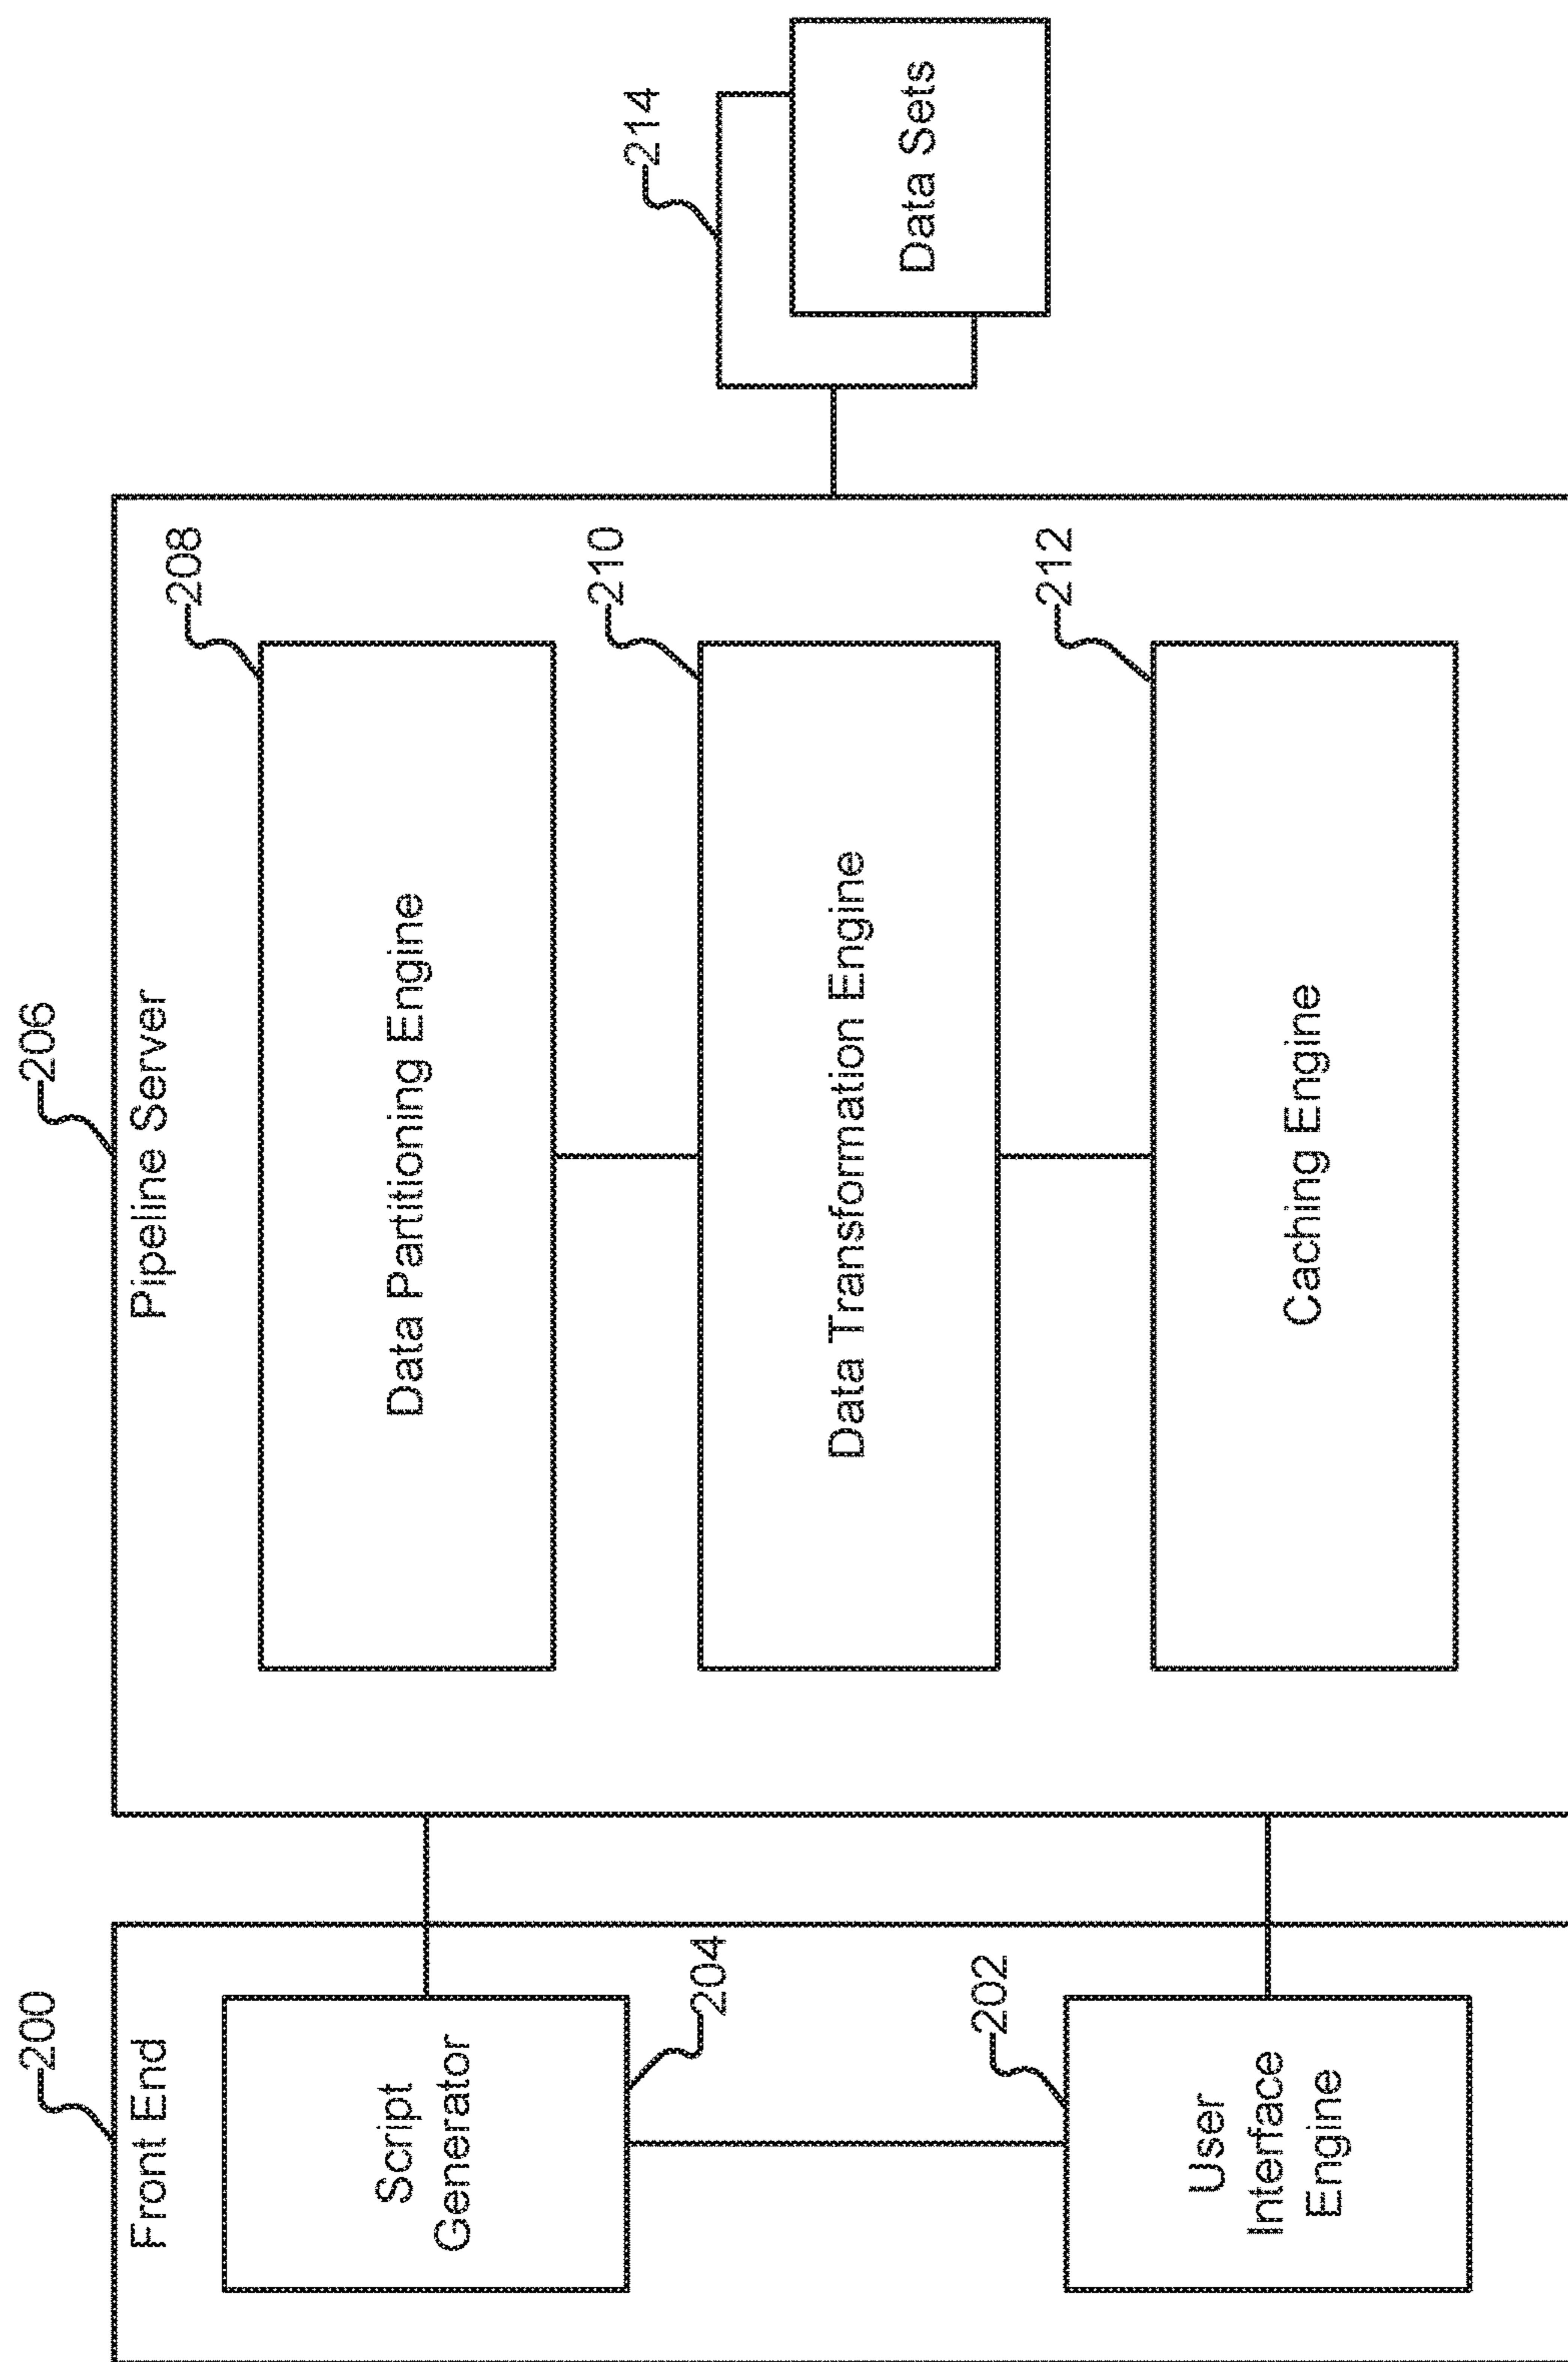 200
Front End
Script
Generator
204
202
User
Interface
Engine
206
Pipeline Server
208
Data Partitioning Engine
210
Data Transformation Engine
212
Caching Engine
214
Data Sets